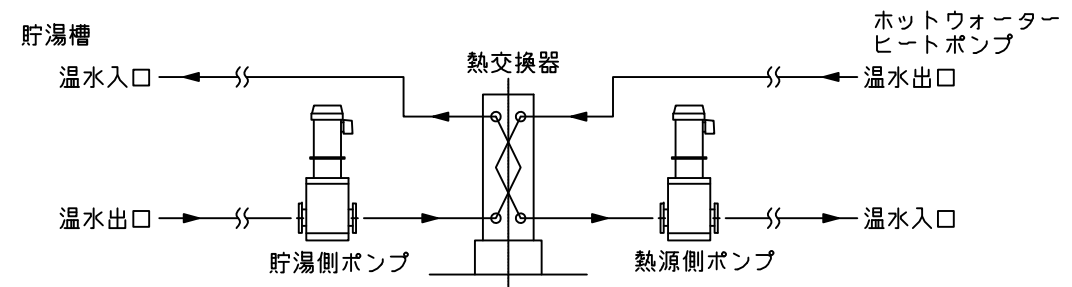 貯湯槽
温水入口
熱交換器
ホットウォーター
ヒートポンプ
温水出口
温水出口
貯湯側ポンプ
熱源側ポンプ
温水入口